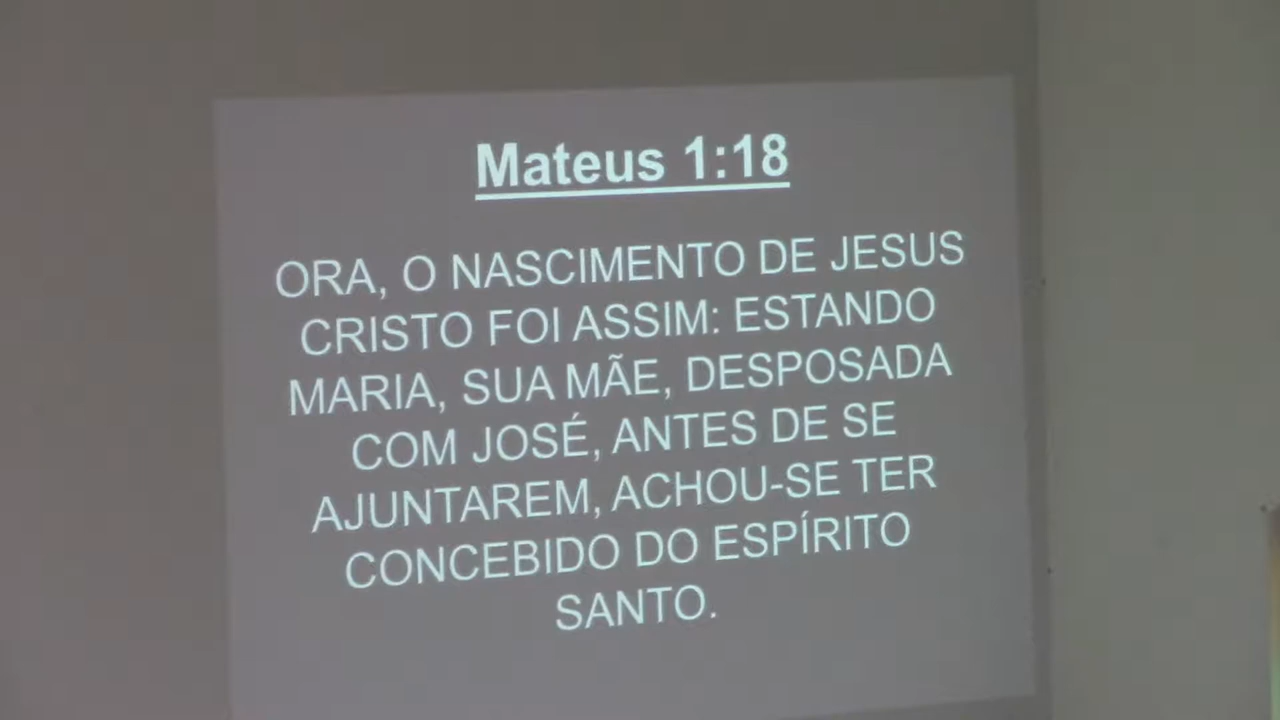 Mateus 1:18
ORA, O NASCIMENTO DE JESUS
CRISTO FOI ASSIM: ESTANDO
MARIA, SUA MÃE, DESPOSADA
COM JOSÉ, ANTES DE SE
AJUNTAREM, ACHOU-SE TER
CONCEBIDO DO ESPÍRITO
SANTO.